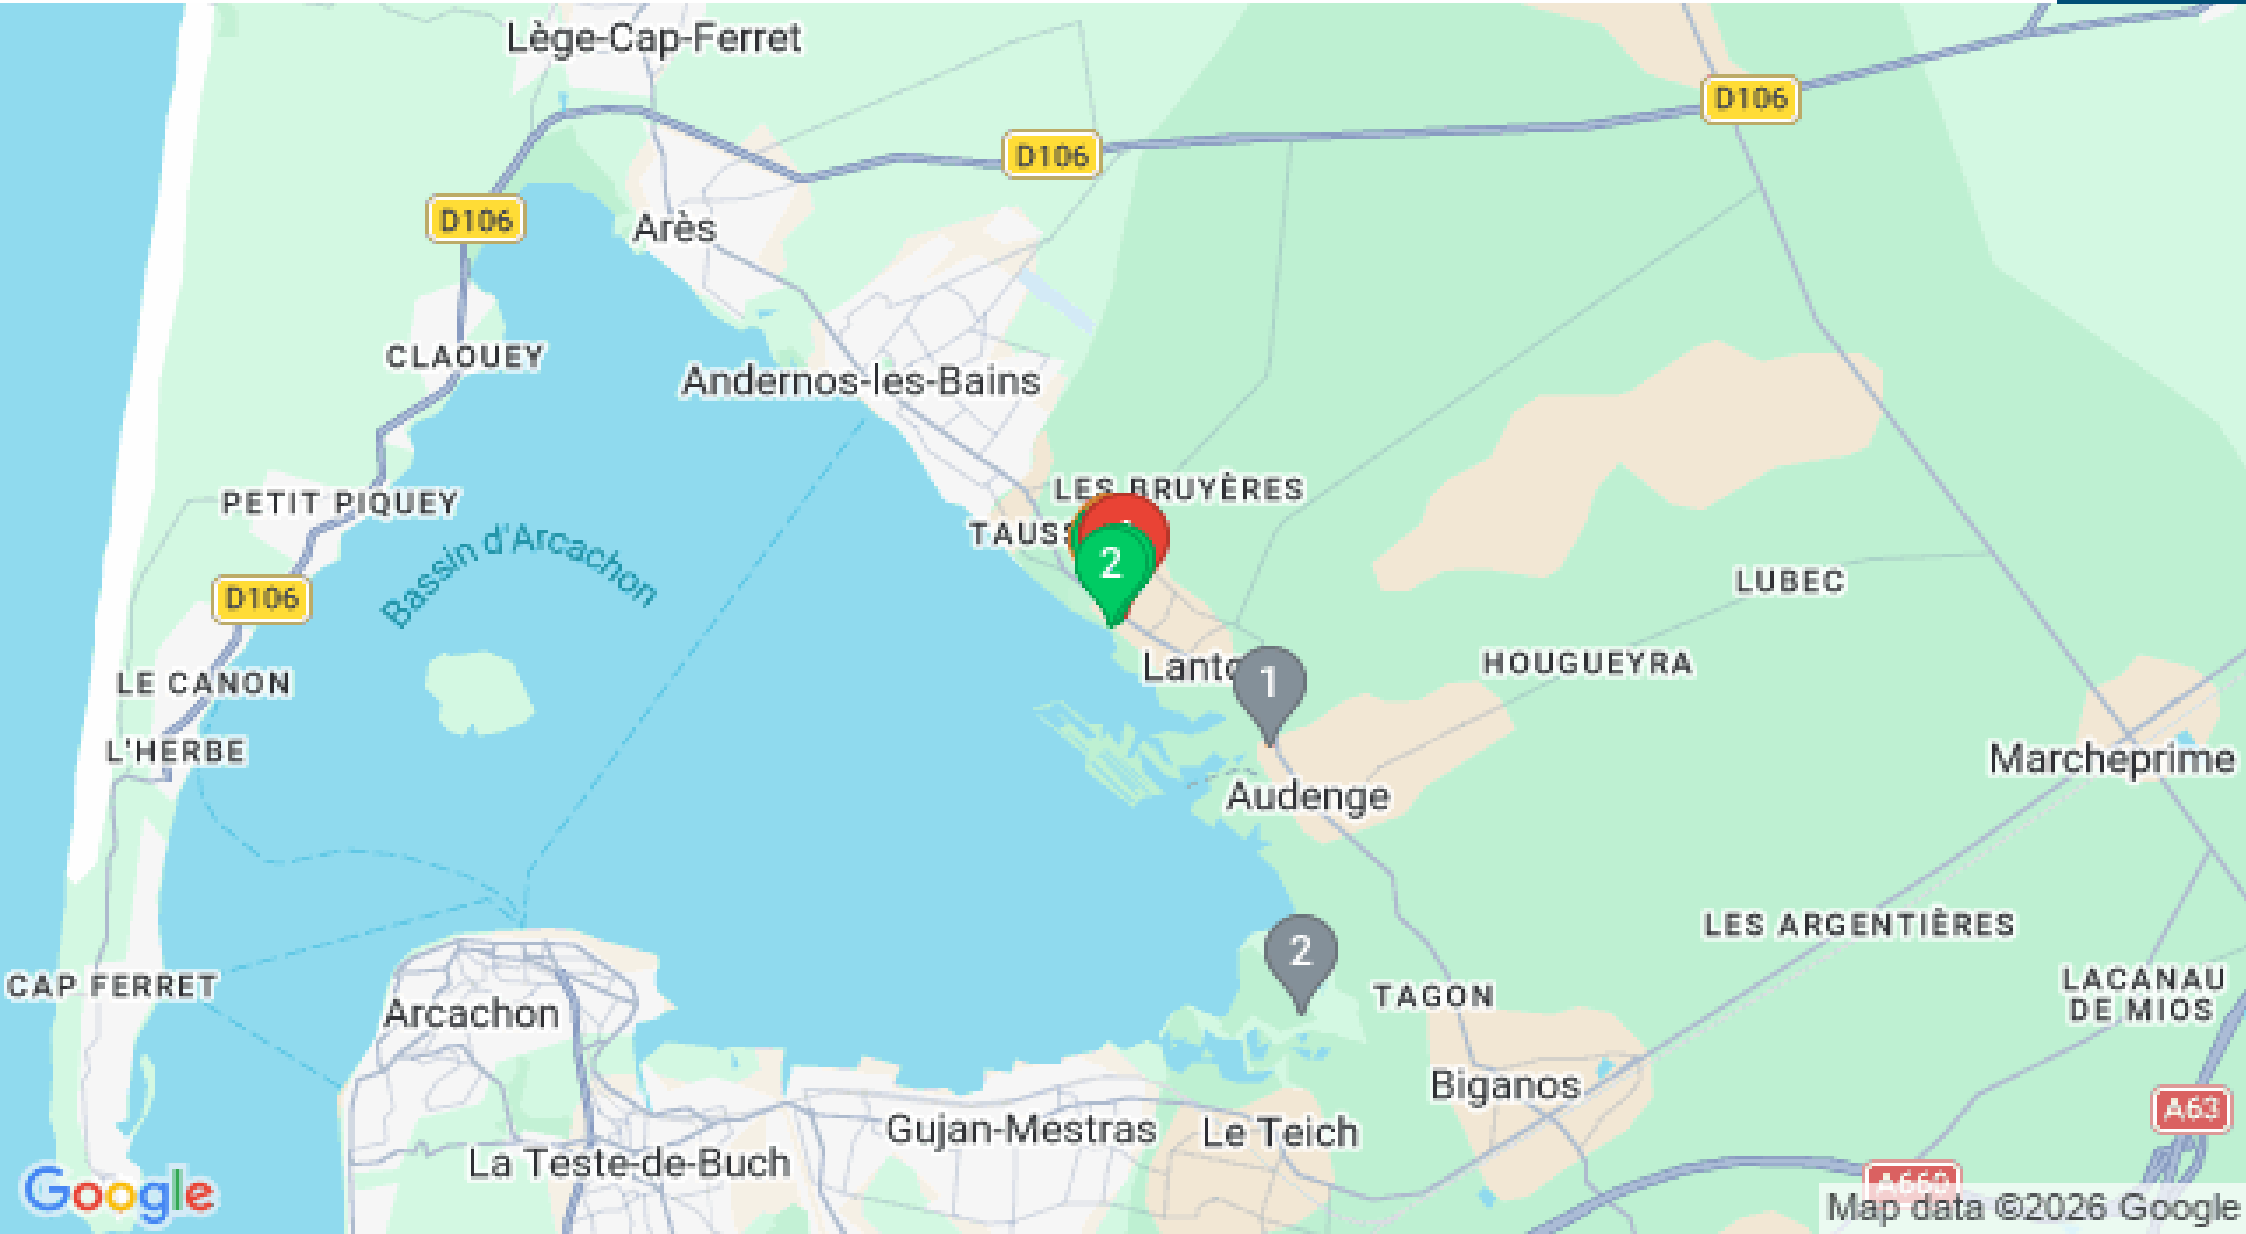 Lège-Cap-Ferret
D106
D106
D106
Arès
CLAOUEY
Andernos-les-Bains
PETIT PIQUEY
LES BRUYÈRES
Bassin d'Arcachon
2
D106
LUBEC
LE CANON
HOUGUEYRA
1
L'HERBE
Marcheprime
Audenge
LES ARGENTIÈRES
2
CAP FERRET
TAGON
LACANAU
DE MIOS
Arcachon
Biganos
A63
Gujan-Mestras
Le Teich
La Teste-de-Buch
Google
Map data ©2026 Google